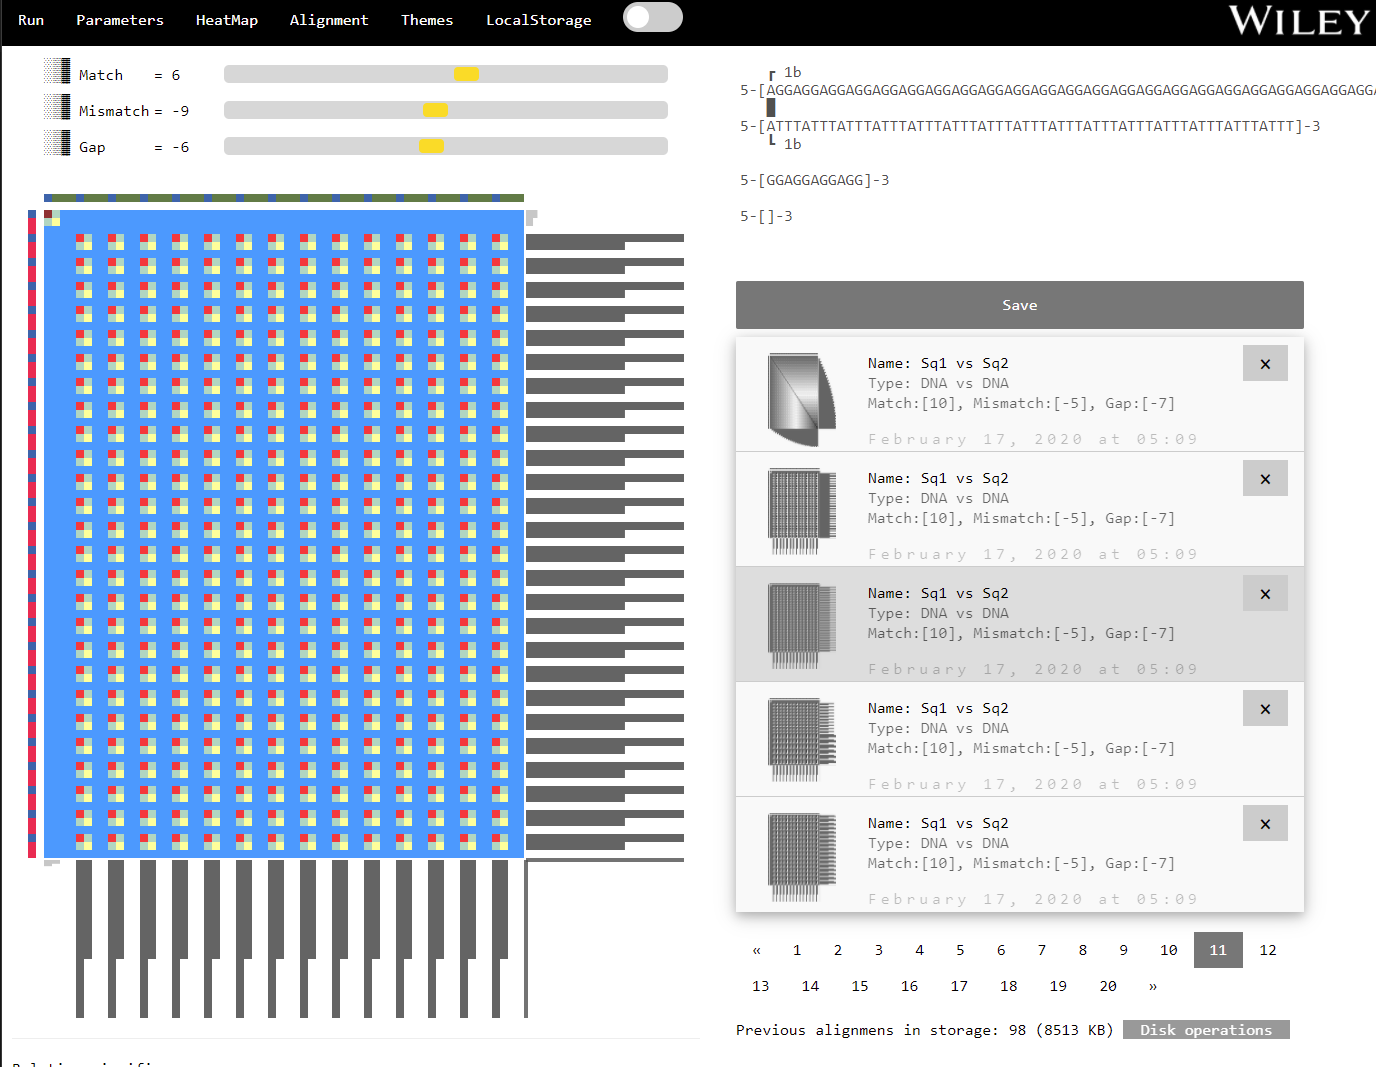 Run Parameters HeatMap Alignment Themes LocalStorage WILEY
Match = 6
Mismatch = -9
Gap = -6
┏ 1b
5-[AGGAGGAGGAGGAGGAGGAGGAGGAGGAGGAGGAGGAGGAGGAGGAGGAGGAGGAGGAGGAGGAGGAGGAGGA
5-[ATTTATTTATTTATTTATTTATTTATTTATTTATTTATTTATTTATTTATTTATTTATTT]-3
┗ 1b
5-[GGAGGAGGAGG]-3
5-[]-3
Save
Name: Sq1 vs Sq2
Type: DNA vs DNA
Match:[10], Mismatch:[-5], Gap:[-7]
February 17, 2020 at 05:09
×
Name: Sq1 vs Sq2
Type: DNA vs DNA
Match:[10], Mismatch:[-5], Gap:[-7]
February 17, 2020 at 05:09
×
Name: Sq1 vs Sq2
Type: DNA vs DNA
Match:[10], Mismatch:[-5], Gap:[-7]
February 17, 2020 at 05:09
×
Name: Sq1 vs Sq2
Type: DNA vs DNA
Match:[10], Mismatch:[-5], Gap:[-7]
February 17, 2020 at 05:09
×
Name: Sq1 vs Sq2
Type: DNA vs DNA
Match:[10], Mismatch:[-5], Gap:[-7]
February 17, 2020 at 05:09
×
« 1 2 3 4 5 6 7 8 9 10 11 12
13 14 15 16 17 18 19 20 »
Previous alignmens in storage: 98 (8513 KB) Disk operations